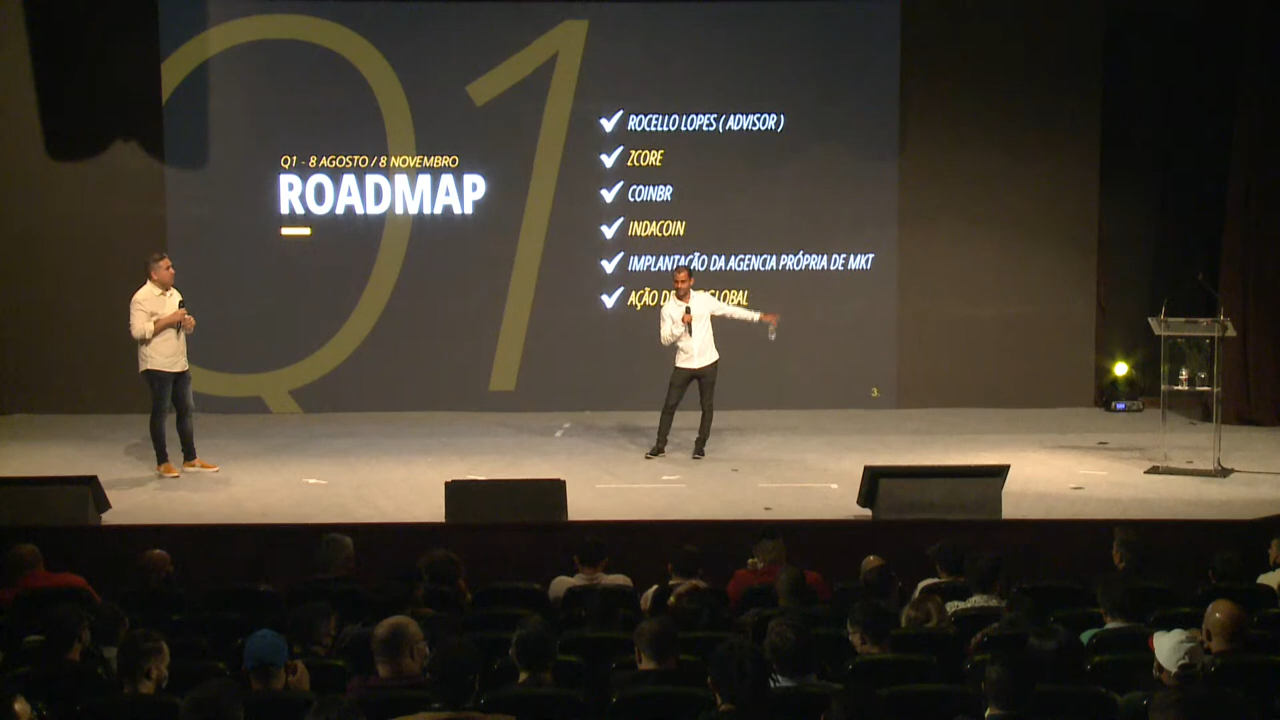 Q1
Q1 - 8 AGOSTO / 8 NOVEMBRO
ROADMAP
ROCELLO LOPES ( ADVISOR )
ZCORE
COINBR
INDACOIN
IMPLANTAÇÃO DA AGENCIA PRÓPRIA DE MKT
AÇÃO GLOBAL
3.